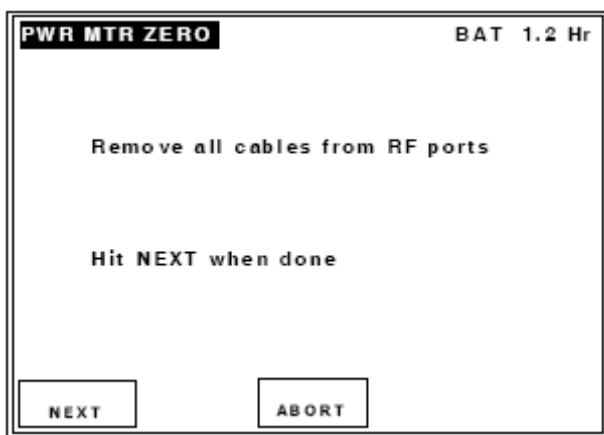 PWR MTR ZERO BAT 1.2 Hr
Remove all cables from RF ports
Hit NEXT when done
NEXT ABORT